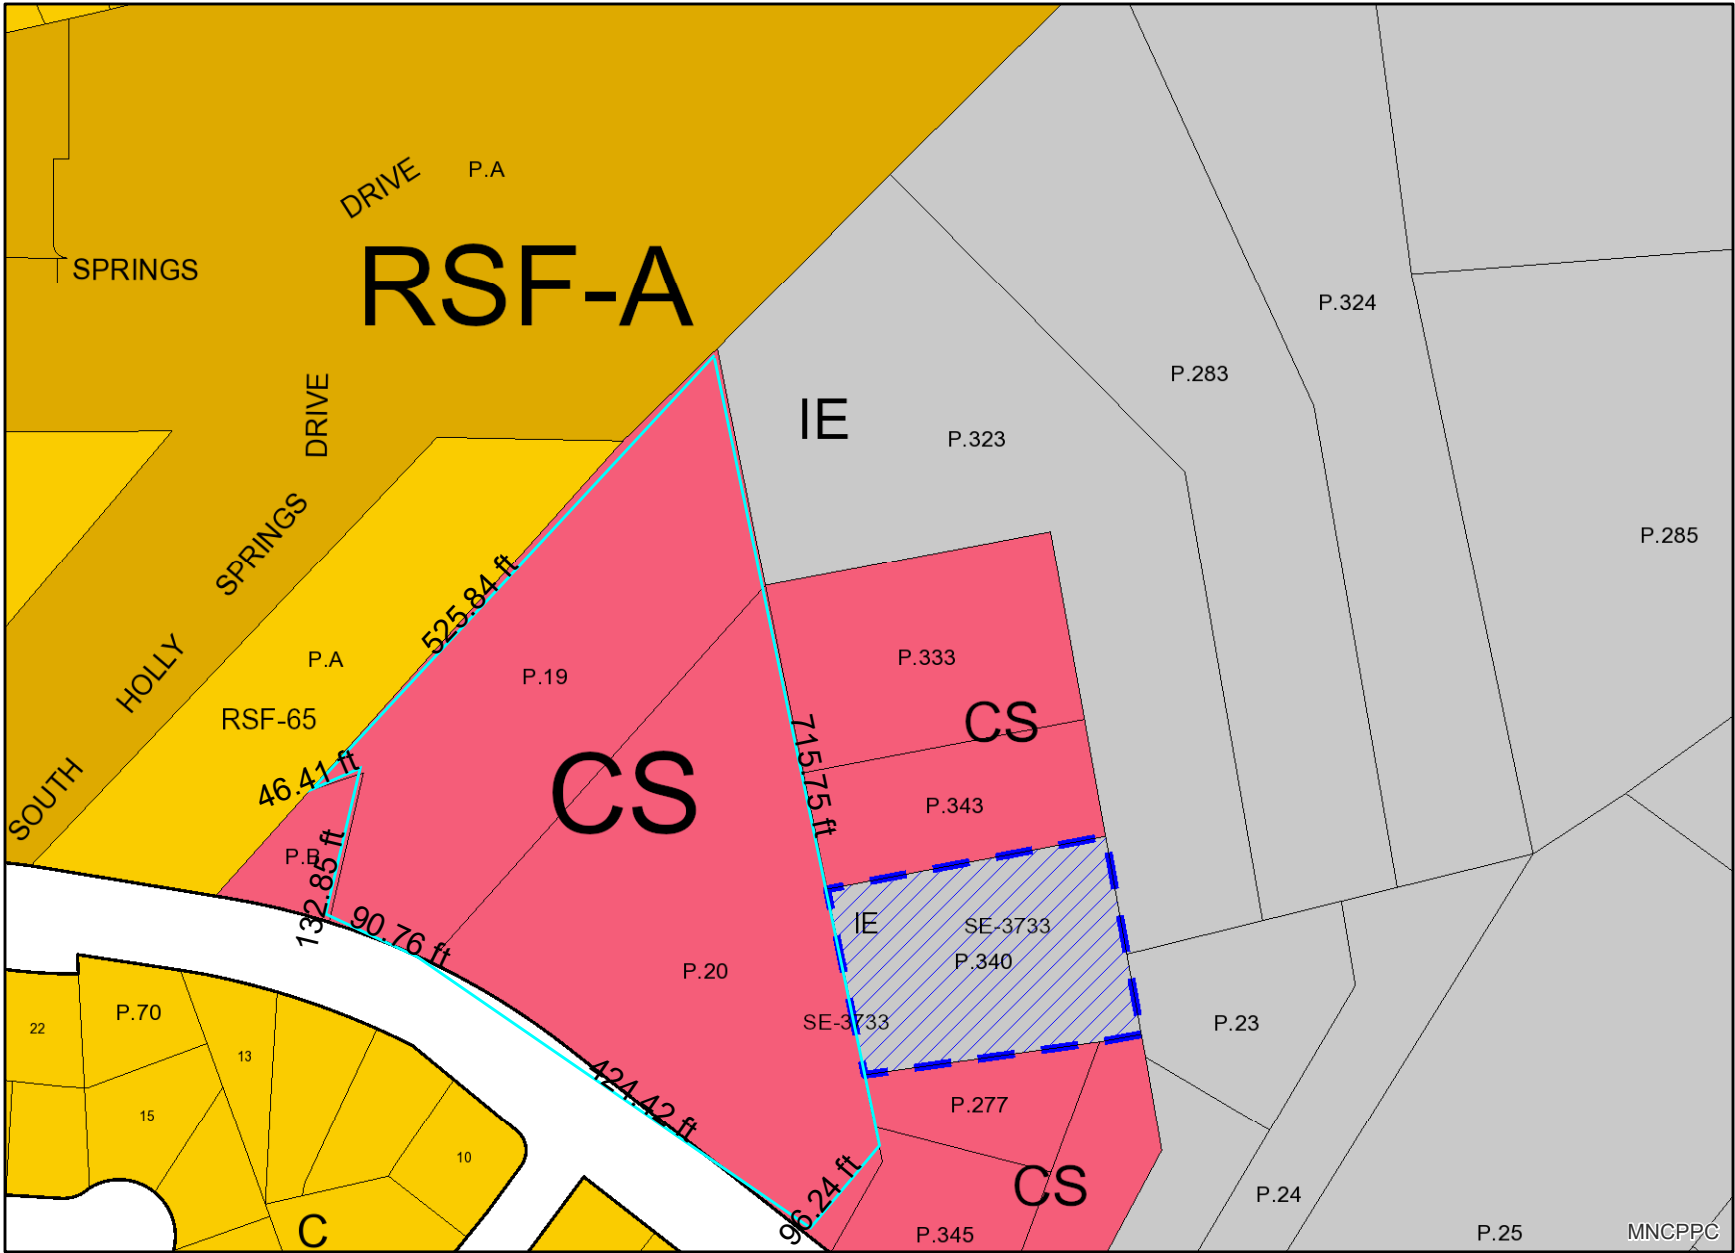 DRIVE
P.A
SPRINGS
RSF-A
P.324
P.283
DRIVE
IE
P.323
SPRINGS
P.285
525.84 ft
P.333
P.A
HOLLY
P.19
RSF-65
CS
715.75 ft
46.41 ft
CS
SOUTH
P.343
P.B
132.85 ft
90.76 ft
IE
SE-3733
P.340
P.20
P.70
22
SE-3733
P.23
13
424.42 ft
15
P.277
10
CS
96.24 ft
P.24
C
P.345
P.25
MNCPPC